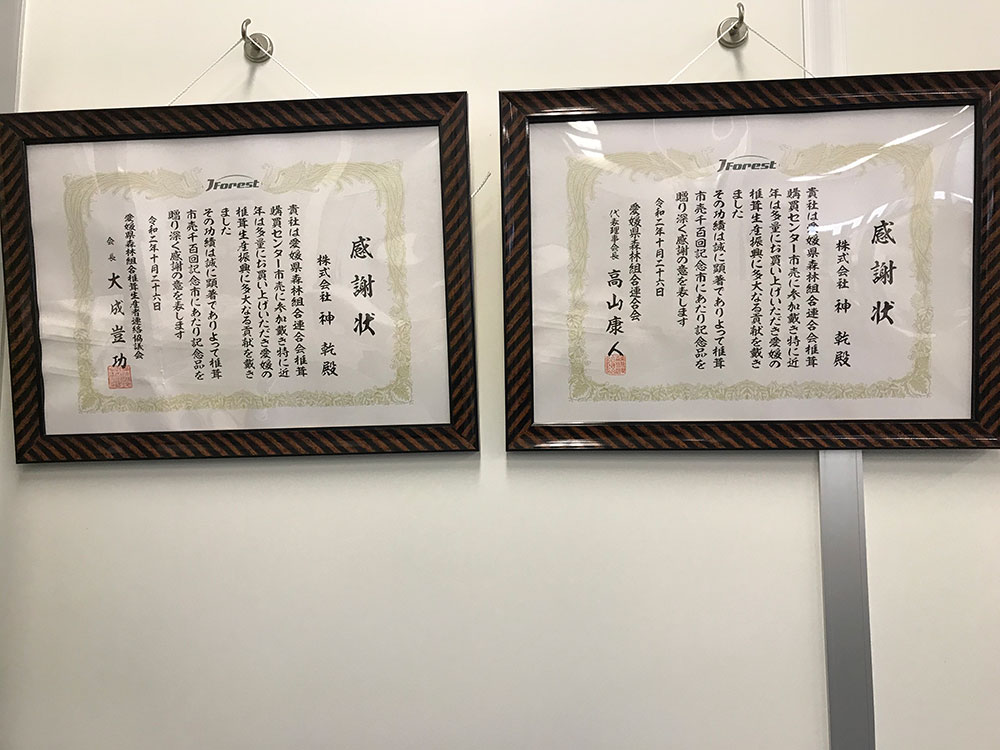 JForest
感謝状
株式会社 神乾殿
貴社は愛媛県森林組合連合会椎茸
購買センター市売に参加戴き特に近
年は多量にお買い上げいただき愛媛の
椎茸生産振興に多大なる貢献を戴き
ました
その功績は誠に顕著でありよって椎茸
市売千百回記念市にあたり記念品を
贈り深く感謝の意を表します
令和二年十月二十六日
愛媛県森林組合椎茸生産者連絡協議会
会長 大成豈功
JForest
感謝状
株式会社 神乾殿
貴社は愛媛県森林組合連合会椎茸
購買センター市売に参加戴き特に近
年は多量にお買い上げいただき愛媛の
椎茸生産振興に多大なる貢献を戴き
ました
その功績は誠に顕著でありよって椎茸
市売千百回記念市にあたり記念品を
贈り深く感謝の意を表します
令和二年十月二十六日
愛媛県森林組合連合会
代表理事会長 高山康人